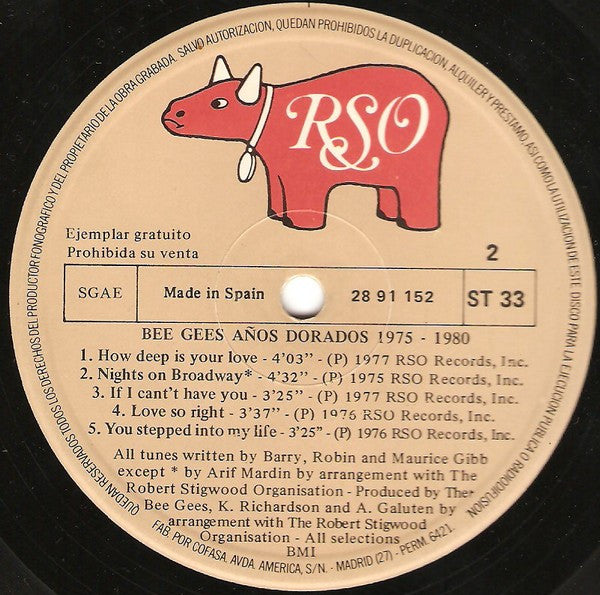 QUEDAN RESERVADOS TODOS LOS DERECHOS DEL PRODUCTOR FONOGRAFICO Y DEL PROPIETARIO DE LA OBRA GRABADA. SALVO AUTORIZACION, QUEDAN PROHIBIDOS LA DUPLICACION, ALQUILER Y PRESTAMO, ASI COMO LA UTILIZACION DE ESTE DISCO PARA LA EJECUCION PUBLICA O RADIODIFUSION.
RSO
Ejemplar gratuito
Prohibida su venta
2
SGAE
Made in Spain
28 91 152
ST 33
BEE GEES AÑOS DORADOS 1975 - 1980
1. How deep is your love - 4'03" - (P) 1977 RSO Records, Inc.
2. Nights on Broadway* - 4'32" - (P) 1975 RSO Records, Inc.
3. If I cant't have you - 3'25" - (P) 1977 RSO Records, Inc.
4. Love so right - 3'37" - (P) 1976 RSO Records, Inc.
5. You stepped into my life - 3'25" - (P) 1976 RSO Records, Inc.
All tunes written by Barry, Robin and Maurice Gibb
except * by Arif Mardin by arrangement with The
Robert Stigwood Organisation - Produced by The
Bee Gees, K. Richardson and A. Galuten by
arrangement with The Robert Stigwood
Organisation - All selections
BMI
FAB. POR COFASA. AVDA. AMERICA, S/N. - MADRID (27) - PERM. 6421.